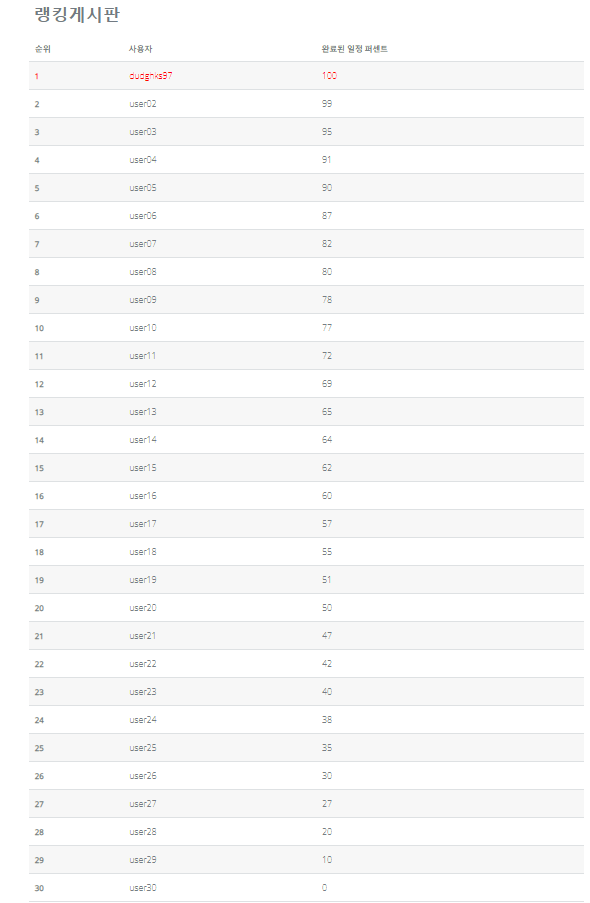 랭킹게시판
순위 사용자 완료된 일정 퍼센트
1 dudghks97 100
2 user02 99
3 user03 95
4 user04 91
5 user05 90
6 user06 87
7 user07 82
8 user08 80
9 user09 78
10 user10 77
11 user11 72
12 user12 69
13 user13 65
14 user14 64
15 user15 62
16 user16 60
17 user17 57
18 user18 55
19 user19 51
20 user20 50
21 user21 47
22 user22 42
23 user23 40
24 user24 38
25 user25 35
26 user26 30
27 user27 27
28 user28 20
29 user29 10
30 user30 0